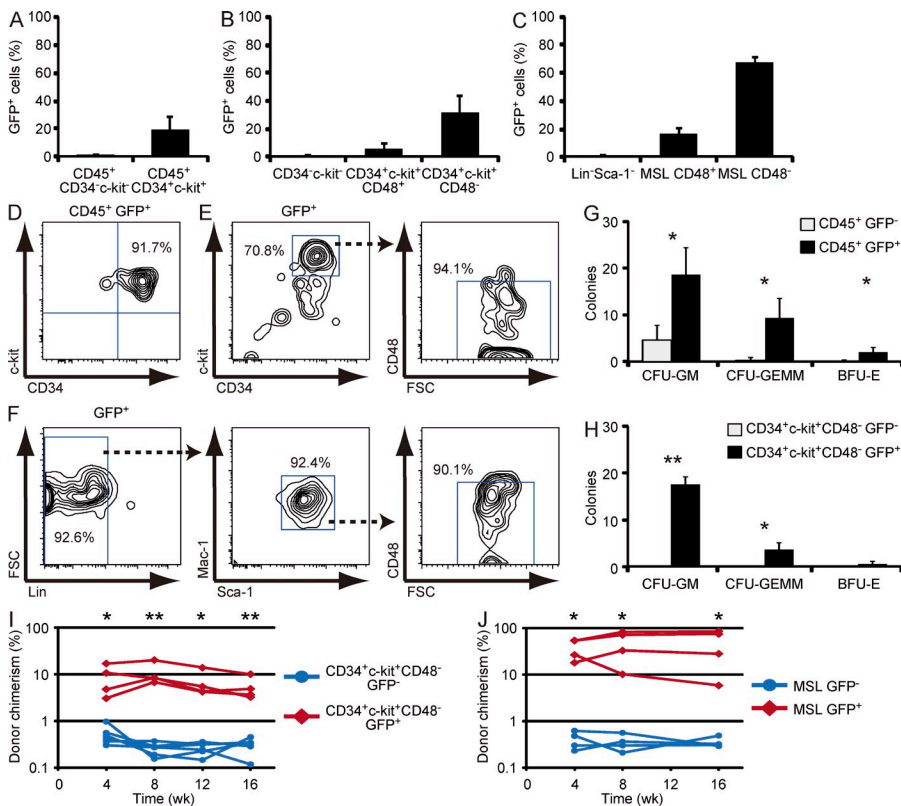 A
GFP⁺ cells (%)
100
80
60
40
20
0
CD45⁺ CD34⁻c-kit⁻
CD45⁺ CD34⁺c-kit⁺
B
GFP⁺ cells (%)
100
80
60
40
20
0
CD34⁻c-kit⁻
CD34⁺c-kit⁺ CD48⁺
CD34⁺c-kit⁺ CD48⁻
C
GFP⁺ cells (%)
100
80
60
40
20
0
Lin⁻Sca-1⁻
MSL CD48⁺
MSL CD48⁻
D
CD45⁺ GFP⁺
91.7%
c-kit
CD34
E
GFP⁺
70.8%
c-kit
CD34
94.1%
CD48
FSC
F
GFP⁺
92.6%
FSC
Lin
92.4%
Mac-1
Sca-1
90.1%
CD48
FSC
G
Colonies
30
20
10
0
CD45⁺ GFP⁻
CD45⁺ GFP⁺
*
*
*
CFU-GM
CFU-GEMM
BFU-E
H
Colonies
30
20
10
0
CD34⁺c-kit⁺CD48⁻ GFP⁻
CD34⁺c-kit⁺CD48⁻ GFP⁺
**
*
CFU-GM
CFU-GEMM
BFU-E
I
* ** * **
Donor chimerism (%)
100
10
1
0.1
0 4 8 12 16
Time (wk)
CD34⁺c-kit⁺CD48⁻
GFP⁻
CD34⁺c-kit⁺CD48⁻
GFP⁺
J
* * *
Donor chimerism (%)
100
10
1
0.1
0 4 8 12 16
Time (wk)
MSL GFP⁻
MSL GFP⁺